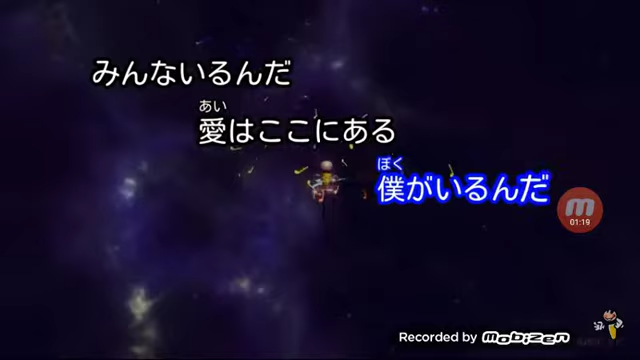 みんないるんだ
あい
愛はここにある
ぼく
僕がいるんだ
01:19
Recorded by mobizen